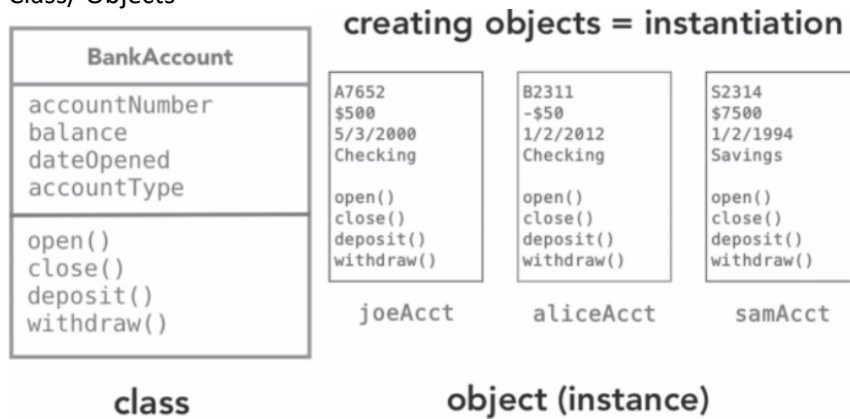 Class/ Objects
creating objects = instantiation
BankAccount
accountNumber
balance
dateOpened
accountType
open()
close()
deposit()
withdraw()
class
A7652
$500
5/3/2000
Checking
open()
close()
deposit()
withdraw()
joeAcct
B2311
-$50
1/2/2012
Checking
open()
close()
deposit()
withdraw()
aliceAcct
S2314
$7500
1/2/1994
Savings
open()
close()
deposit()
withdraw()
samAcct
object (instance)